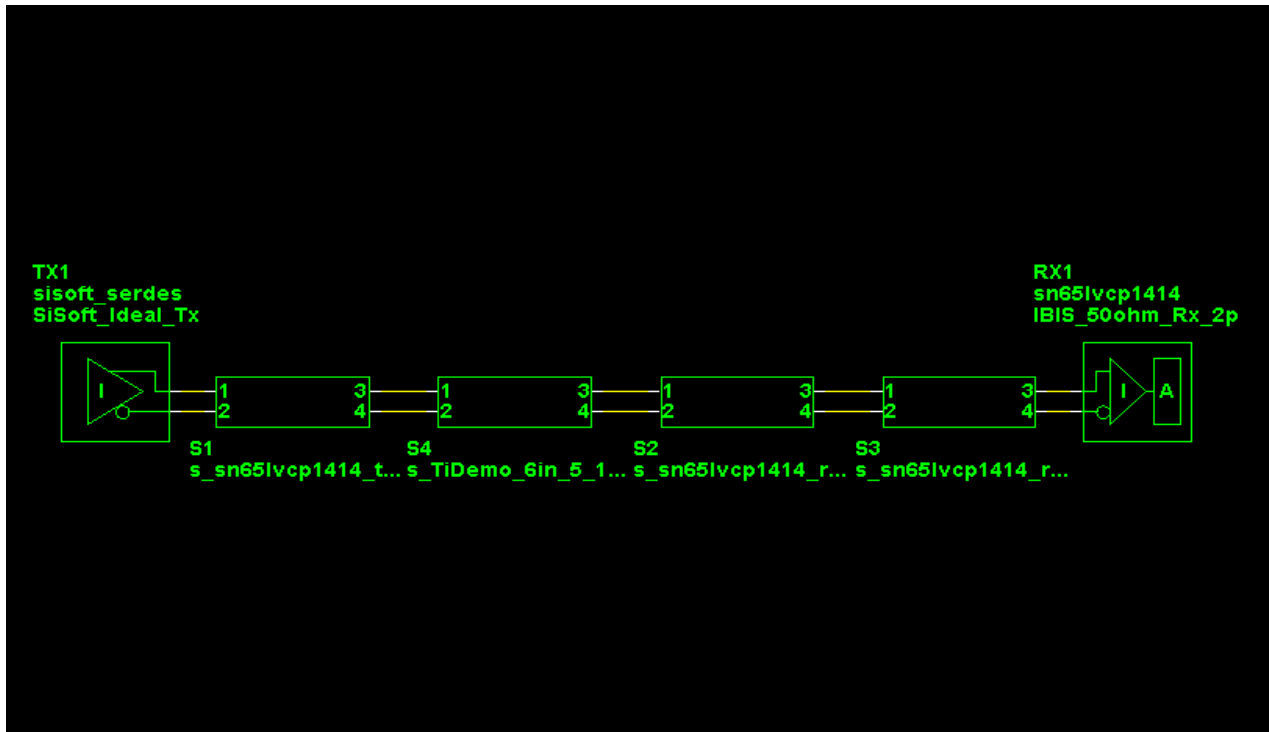 TX1
sisoft_serdes
SiSoft_Ideal_Tx
RX1
sn65lvcp1414
IBIS_50ohm_Rx_2p
I
1 3
2 4
1 3
2 4
1 3
2 4
1 3
2 4
I A
S1
s_sn65lvcp1414_t...
S4
s_TiDemo_6in_5_1...
S2
s_sn65lvcp1414_r...
S3
s_sn65lvcp1414_r...